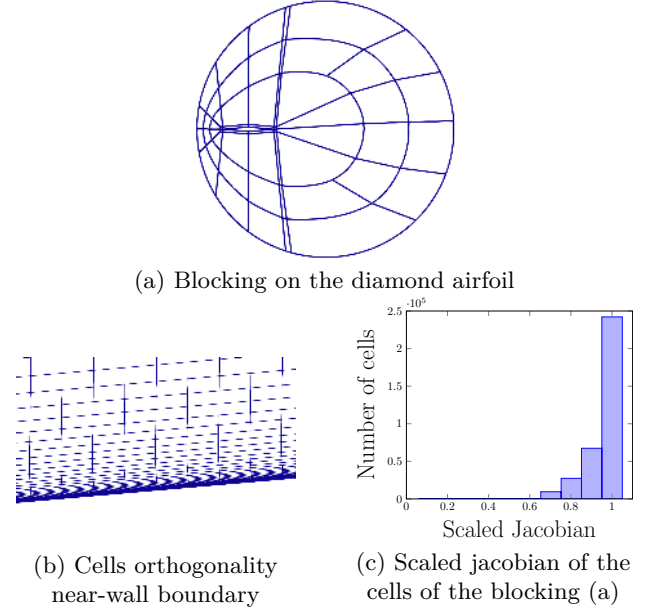 (a) Blocking on the diamond airfoil
2.5
·10⁵
2
1.5
1
0.5
0
0
0.2
0.4
0.6
0.8
1
Number of cells
Scaled Jacobian
(b) Cells orthogonality
near-wall boundary
(c) Scaled jacobian of the
cells of the blocking (a)